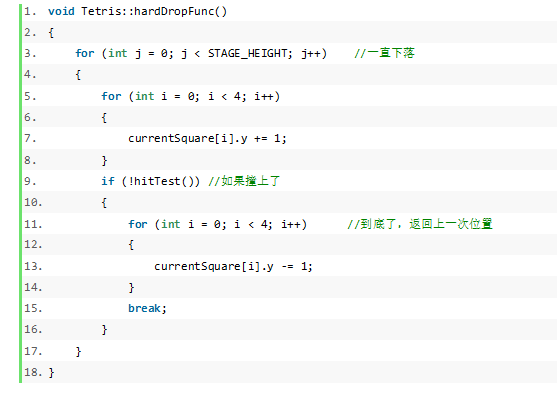 1. void Tetris::hardDropFunc()
2. {
3.     for (int j = 0; j < STAGE_HEIGHT; j++)    //一直下落
4.     {
5.         for (int i = 0; i < 4; i++)
6.         {
7.             currentSquare[i].y += 1;
8.         }
9.         if (!hitTest()) //如果撞上了
10.         {
11.             for (int i = 0; i < 4; i++)      //到底了，返回上一次位置
12.             {
13.                 currentSquare[i].y -= 1;
14.             }
15.             break;
16.         }
17.     }
18. }